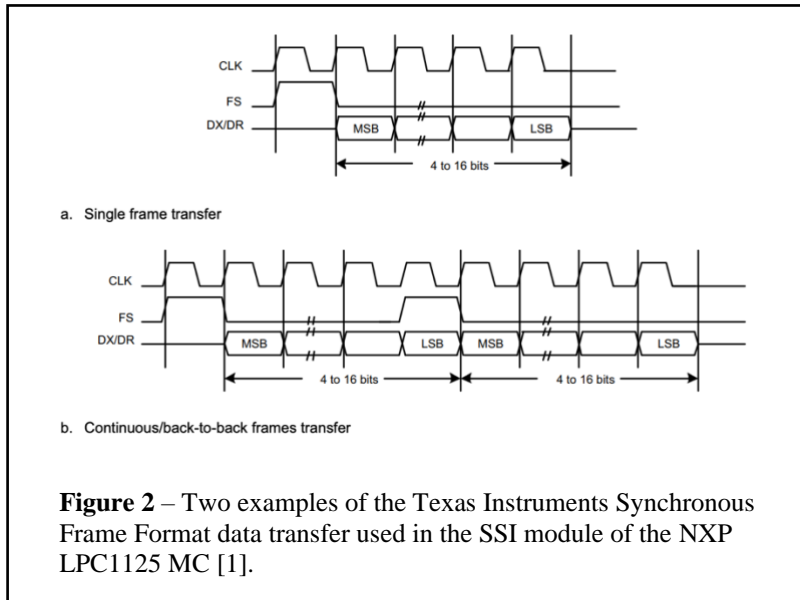 CLK
FS
DX/DR
MSB
LSB
4 to 16 bits
a. Single frame transfer
CLK
FS
DX/DR
MSB
LSB
MSB
LSB
4 to 16 bits
4 to 16 bits
b. Continuous/back-to-back frames transfer
Figure 2 – Two examples of the Texas Instruments Synchronous
Frame Format data transfer used in the SSI module of the NXP
LPC1125 MC [1].